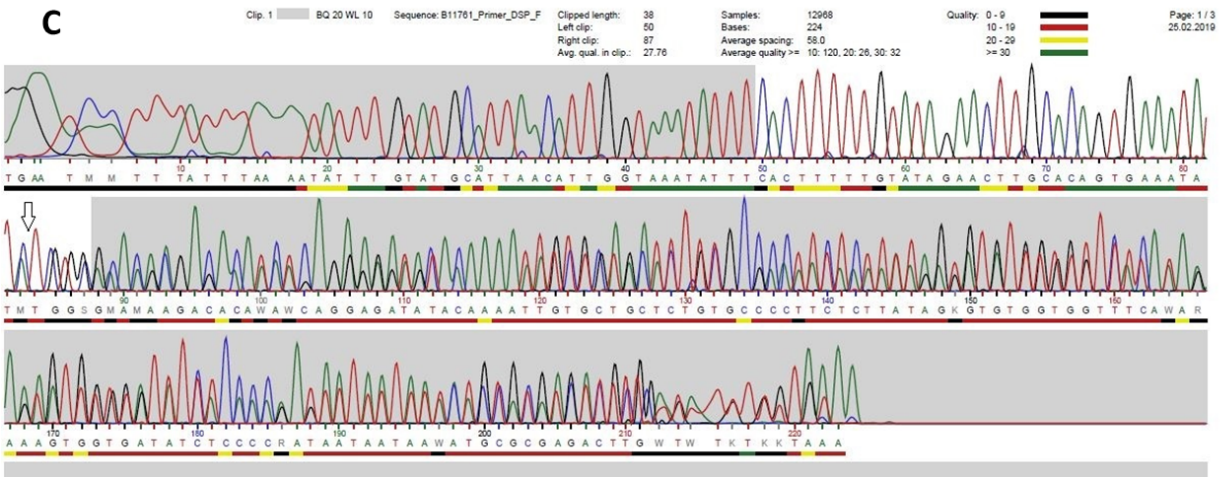 C
Clip. 1 BQ 20 WL 10 Sequence: B11761_Primer_DSP_F Clipped length: 38 Samples: 12968 Quality: 0 - 9 Page: 1 / 3
Left clip: 50 Bases: 224 10 - 19 25.02.2019
Right clip: 87 Average spacing: 58.0 20 - 29
Avg. qual. in clip.: 27.76 Average quality >= 10: 120, 20: 26, 30: 32 >= 30
10 20 30 40 50 60 70 80
T G A A T M M T T T A T T T A A A A T A T T T G T A T G C A T T A A C A T T G G T A A A T A T T T C A C T T T T T G T A T A G A A C T T G C A C A G T G A A A T A
90 100 110 120 130 140 150 160
T M T G G S G M A M A A G A C A C A W A W C A G G A G A T A T A C A A A A T T G T G C T G C T C T G T G C C C C T T C T C T T A T A G K G T G T G G T G G T T T C A W A R
170 180 190 200 210 220
A A A G T G G T G A T A T C T C C C C R A T A A T A A T A A W A T G C G C G A G A C T T G W T W T K T K K T A A A